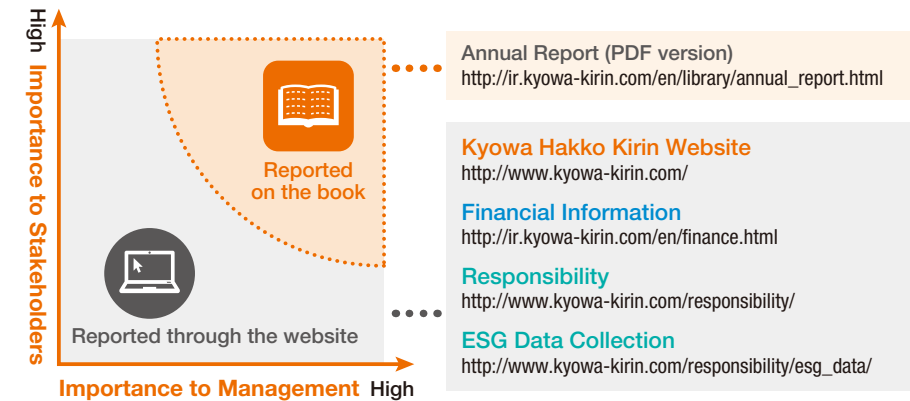 High
Importance to Stakeholders
Reported
on the book
Reported through the website
Importance to Management High
Annual Report (PDF version)
http://ir.kyowa-kirin.com/en/library/annual_report.html
Kyowa Hakko Kirin Website
http://www.kyowa-kirin.com/
Financial Information
http://ir.kyowa-kirin.com/en/finance.html
Responsibility
http://www.kyowa-kirin.com/responsibility/
ESG Data Collection
http://www.kyowa-kirin.com/responsibility/esg_data/